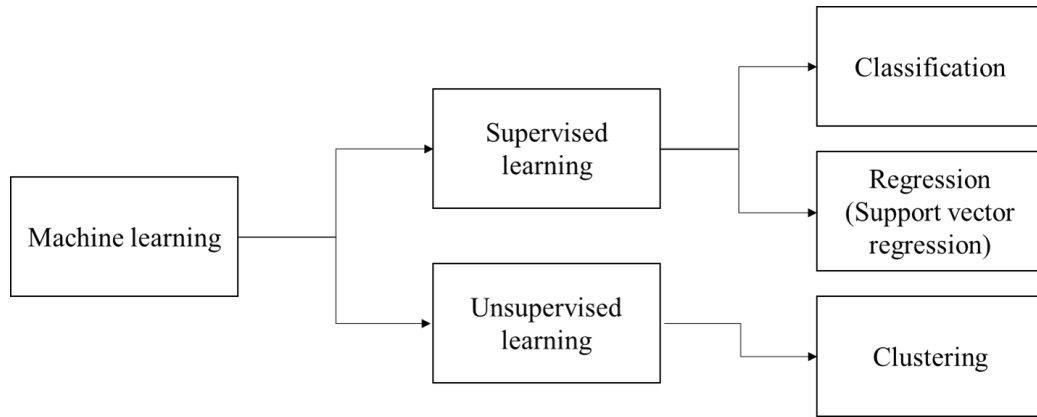 Machine learning
Supervised
learning
Unsupervised
learning
Classification
Regression
(Support vector
regression)
Clustering